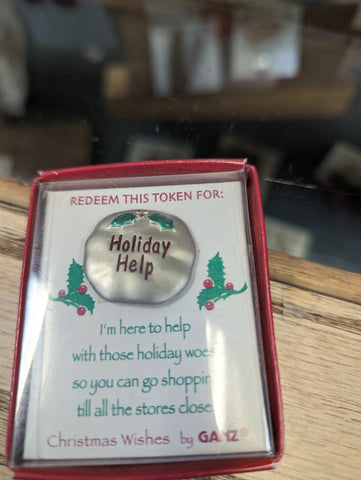 REDEEM THIS TOKEN FOR:
Holiday
Help
I'm here to help
with those holiday woes
so you can go shopping
till all the stores close.
Christmas Wishes by GANZ®